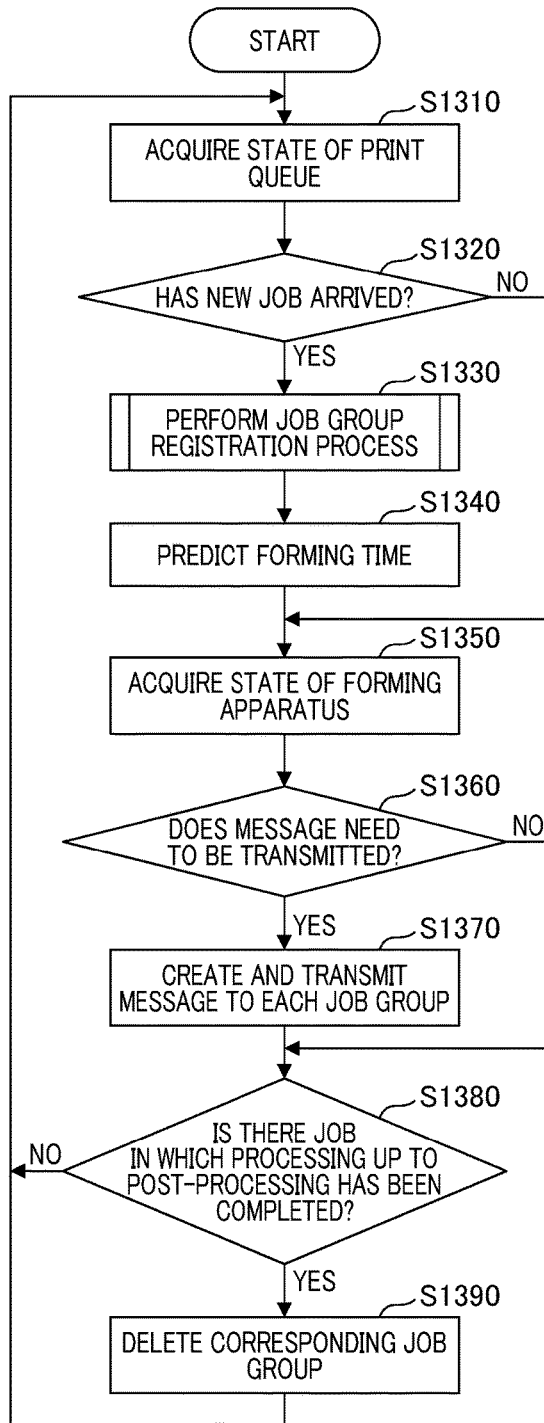 START
S1310
ACQUIRE STATE OF PRINT
QUEUE
S1320
HAS NEW JOB ARRIVED?
NO
YES
S1330
PERFORM JOB GROUP
REGISTRATION PROCESS
S1340
PREDICT FORMING TIME
S1350
ACQUIRE STATE OF FORMING
APPARATUS
S1360
DOES MESSAGE NEED
TO BE TRANSMITTED?
NO
YES
S1370
CREATE AND TRANSMIT
MESSAGE TO EACH JOB GROUP
S1380
IS THERE JOB
IN WHICH PROCESSING UP TO
POST-PROCESSING HAS BEEN
COMPLETED?
NO
YES
S1390
DELETE CORRESPONDING JOB
GROUP